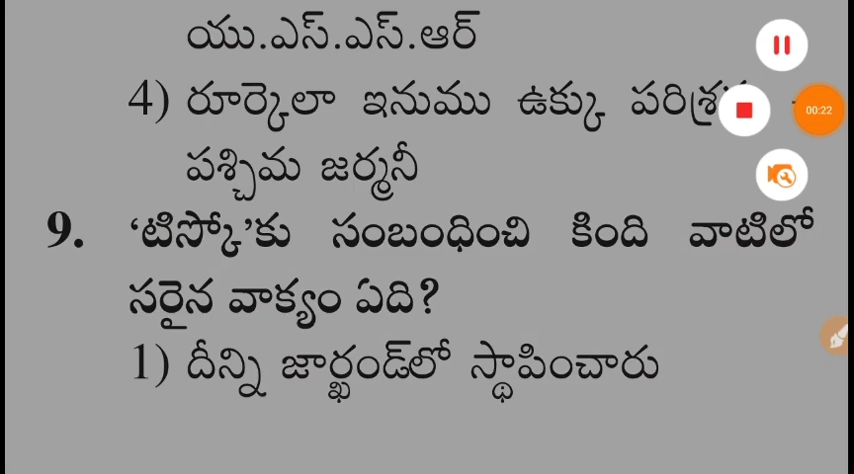 యు.ఎస్.ఎస్.ఆర్
4) రూర్కెలా ఇనుము ఉక్కు
00:22
పశ్చిమ జర్మనీ
9. ‘టిస్కో’కు సంబంధించి కింది వాటిలో
సరైన వాక్యం ఏది?
1) దీన్ని జార్ఖండ్‌లో స్థాపించారు